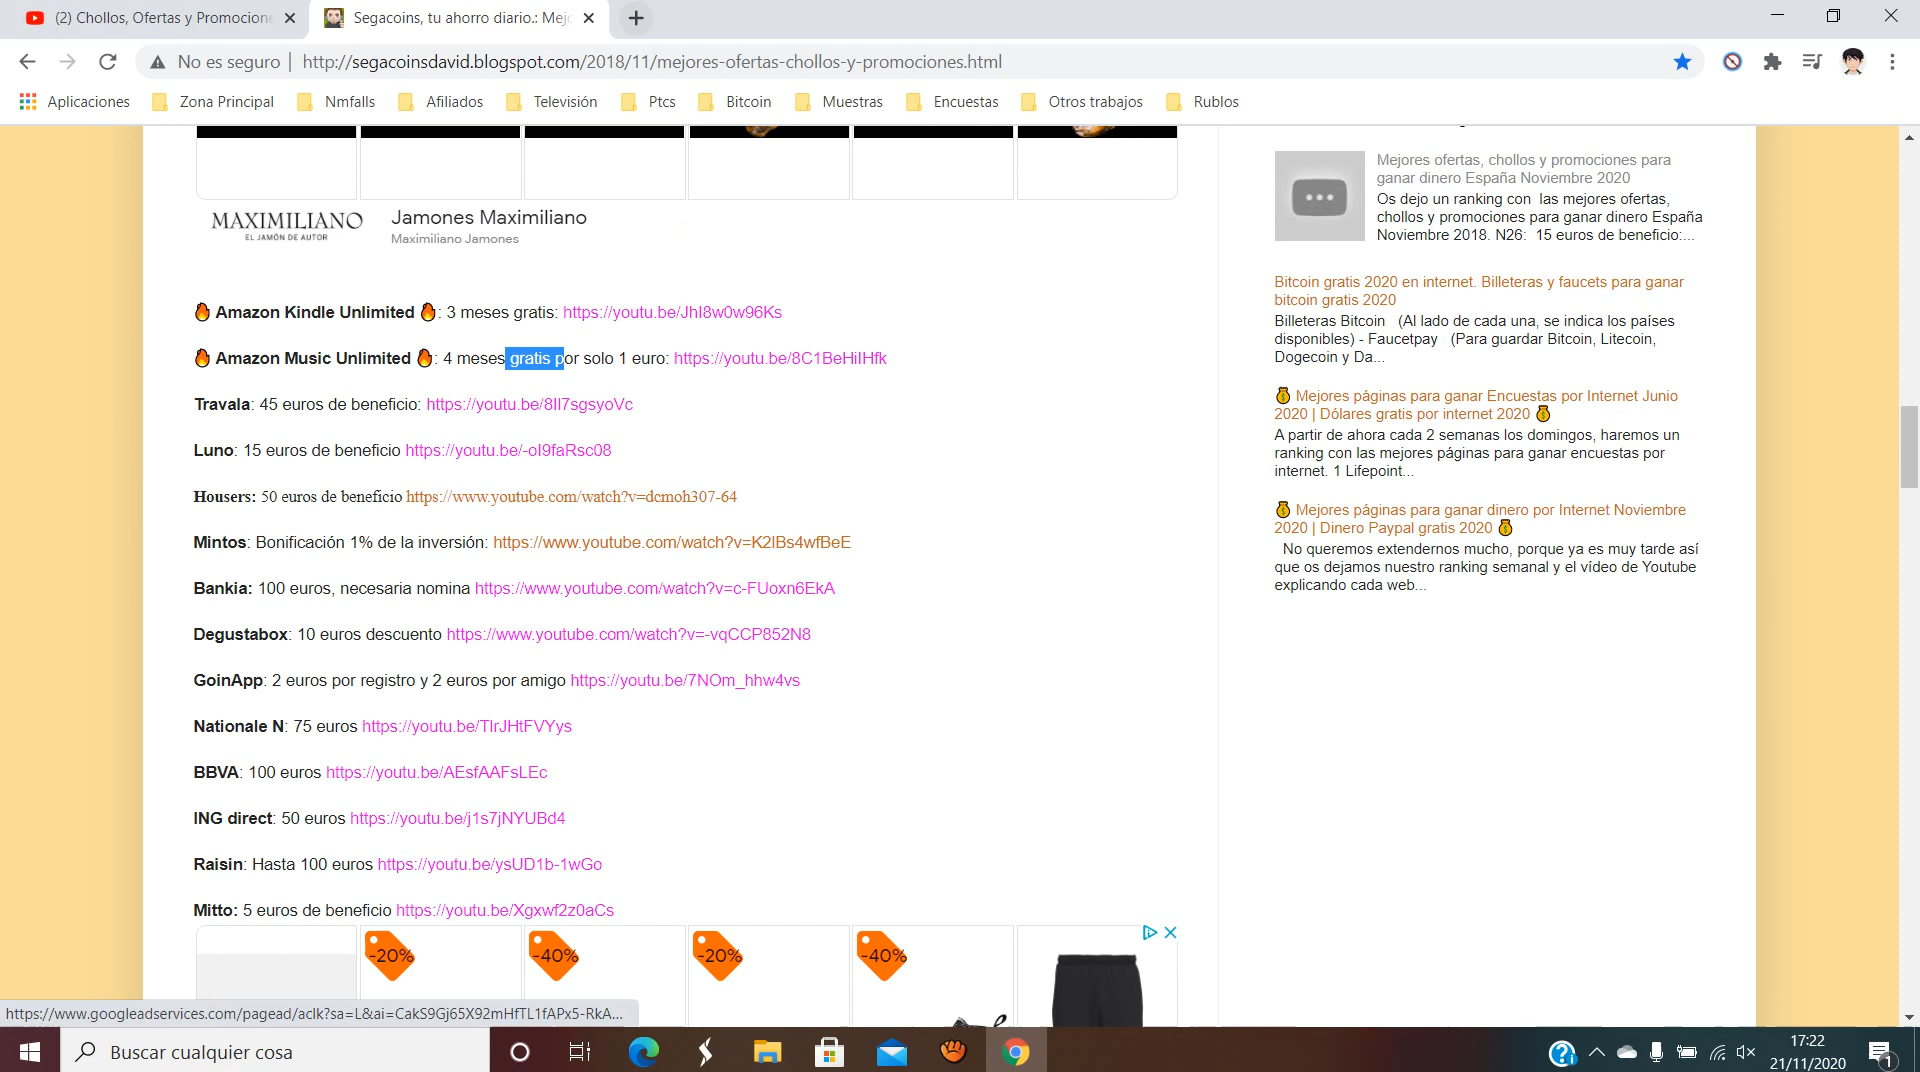 (2) Chollos, Ofertas y Promocione
Segacoins, tu ahorro diario.: Mejo
No es seguro
http://segacoinsdavid.blogspot.com/2018/11/mejores-ofertas-chollos-y-promociones.html
Aplicaciones
Zona Principal
Nmfalls
Afiliados
Televisión
Ptcs
Bitcoin
Muestras
Encuestas
Otros trabajos
Rublos
MAXIMILIANO
EL JAMÓN DE AUTOR
Jamones Maximiliano
Maximiliano Jamones
🔥 Amazon Kindle Unlimited 🔥: 3 meses gratis: https://youtu.be/JhI8w0w96Ks
🔥 Amazon Music Unlimited 🔥: 4 meses gratis por solo 1 euro: https://youtu.be/8C1BeHiIHfk
Travala: 45 euros de beneficio: https://youtu.be/8Il7sgsyoVc
Luno: 15 euros de beneficio https://youtu.be/-oI9faRsc08
Housers: 50 euros de beneficio https://www.youtube.com/watch?v=dcmoh307-64
Mintos: Bonificación 1% de la inversión: https://www.youtube.com/watch?v=K2lBs4wfBeE
Bankia: 100 euros, necesaria nomina https://www.youtube.com/watch?v=c-FUoxn6EkA
Degustabox: 10 euros descuento https://www.youtube.com/watch?v=-vqCCP852N8
GoinApp: 2 euros por registro y 2 euros por amigo https://youtu.be/7NOm_hhw4vs
Nationale N: 75 euros https://youtu.be/TlrJHtFVYys
BBVA: 100 euros https://youtu.be/AEsfAAFsLEc
ING direct: 50 euros https://youtu.be/j1s7jNYUBd4
Raisin: Hasta 100 euros https://youtu.be/ysUD1b-1wGo
Mitto: 5 euros de beneficio https://youtu.be/Xgxwf2z0aCs
-20%
-40%
-20%
-40%
Mejores ofertas, chollos y promociones para
ganar dinero España Noviembre 2020
Os dejo un ranking con las mejores ofertas,
chollos y promociones para ganar dinero España
Noviembre 2018. N26: 15 euros de beneficio:...
Bitcoin gratis 2020 en internet. Billeteras y faucets para ganar
bitcoin gratis 2020
Billeteras Bitcoin (Al lado de cada una, se indica los países
disponibles) - Faucetpay (Para guardar Bitcoin, Litecoin,
Dogecoin y Da...
💰 Mejores páginas para ganar Encuestas por Internet Junio
2020 | Dólares gratis por internet 2020 💰
A partir de ahora cada 2 semanas los domingos, haremos un
ranking con las mejores páginas para ganar encuestas por
internet. 1 Lifepoint...
💰 Mejores páginas para ganar dinero por Internet Noviembre
2020 | Dinero Paypal gratis 2020 💰
No queremos extendernos mucho, porque ya es muy tarde así
que os dejamos nuestro ranking semanal y el vídeo de Youtube
explicando cada web...
https://www.googleadservices.com/pagead/aclk?sa=L&ai=CakS9Gj65X92mHfTL1fAPx5-RkA...
Buscar cualquier cosa
17:22
21/11/2020
1